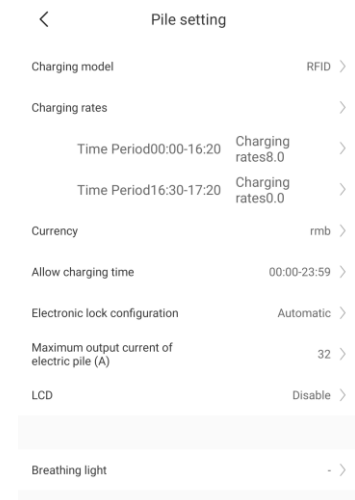 Pile setting
Charging model RFID
Charging rates
Time Period00:00-16:20 Charging
rates8.0
Time Period16:30-17:20 Charging
rates0.0
Currency rmb
Allow charging time 00:00-23:59
Electronic lock configuration Automatic
Maximum output current of
electric pile (A) 32
LCD Disable
Breathing light -